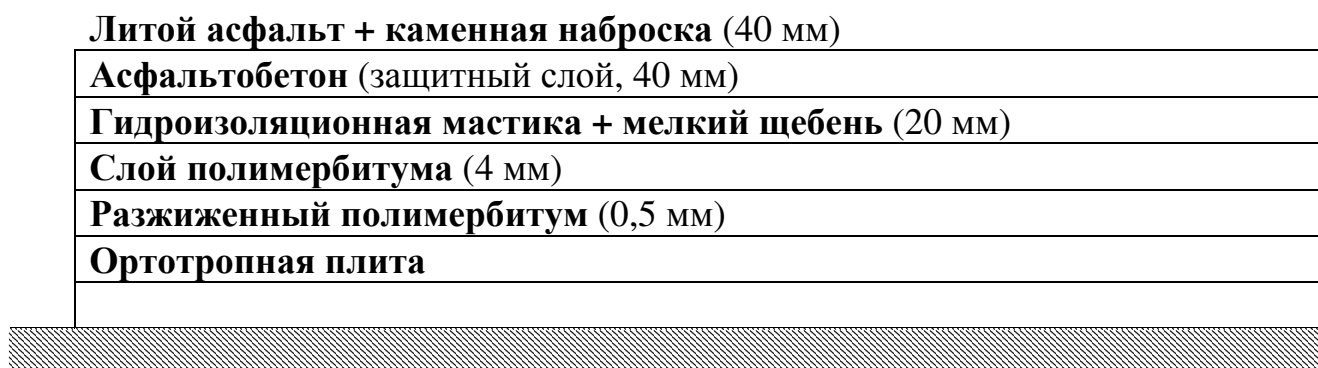 Литой асфальт + каменная наброска (40 мм)
Асфальтобетон (защитный слой, 40 мм)
Гидроизоляционная мастика + мелкий щебень (20 мм)
Слой полимербитума (4 мм)
Разжиженный полимербитум (0,5 мм)
Ортотропная плита